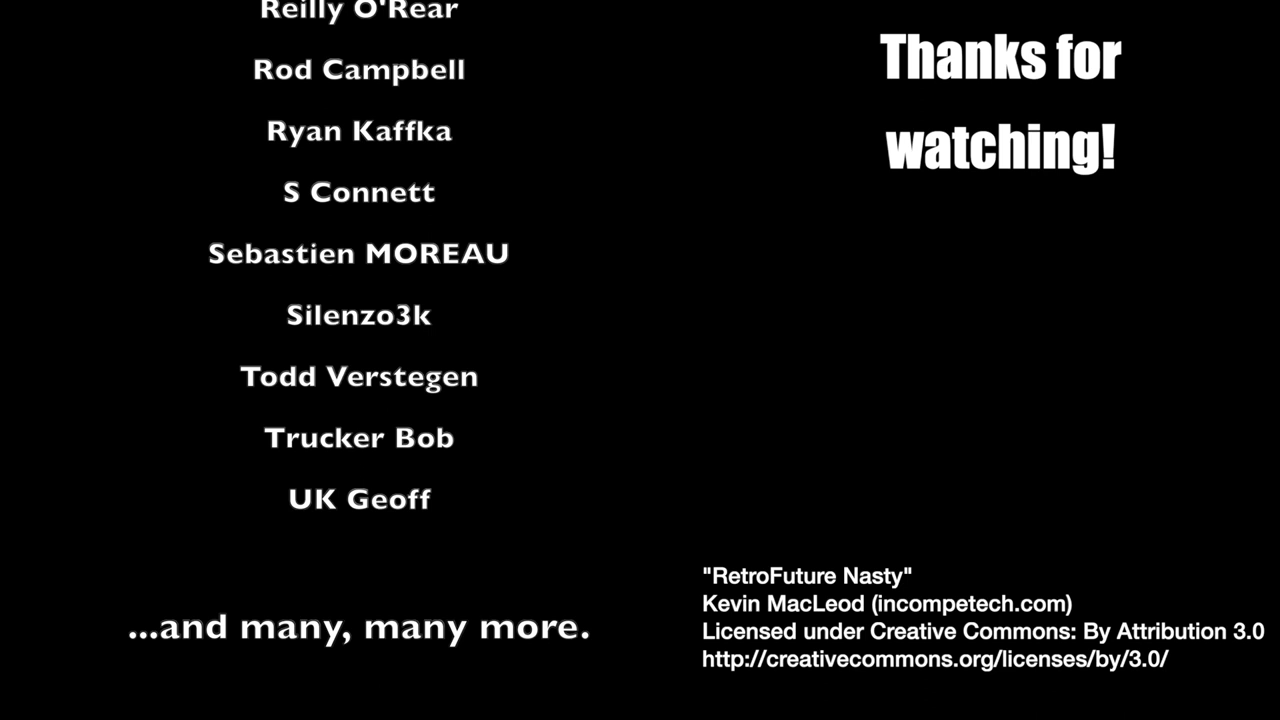 Reilly O'Rear
Rod Campbell
Ryan Kaffka
S Connett
Sebastien MOREAU
Silenzo3k
Todd Verstegen
Trucker Bob
UK Geoff
...and many, many more.
Thanks for
watching!
"RetroFuture Nasty"
Kevin MacLeod (incompetech.com)
Licensed under Creative Commons: By Attribution 3.0
http://creativecommons.org/licenses/by/3.0/